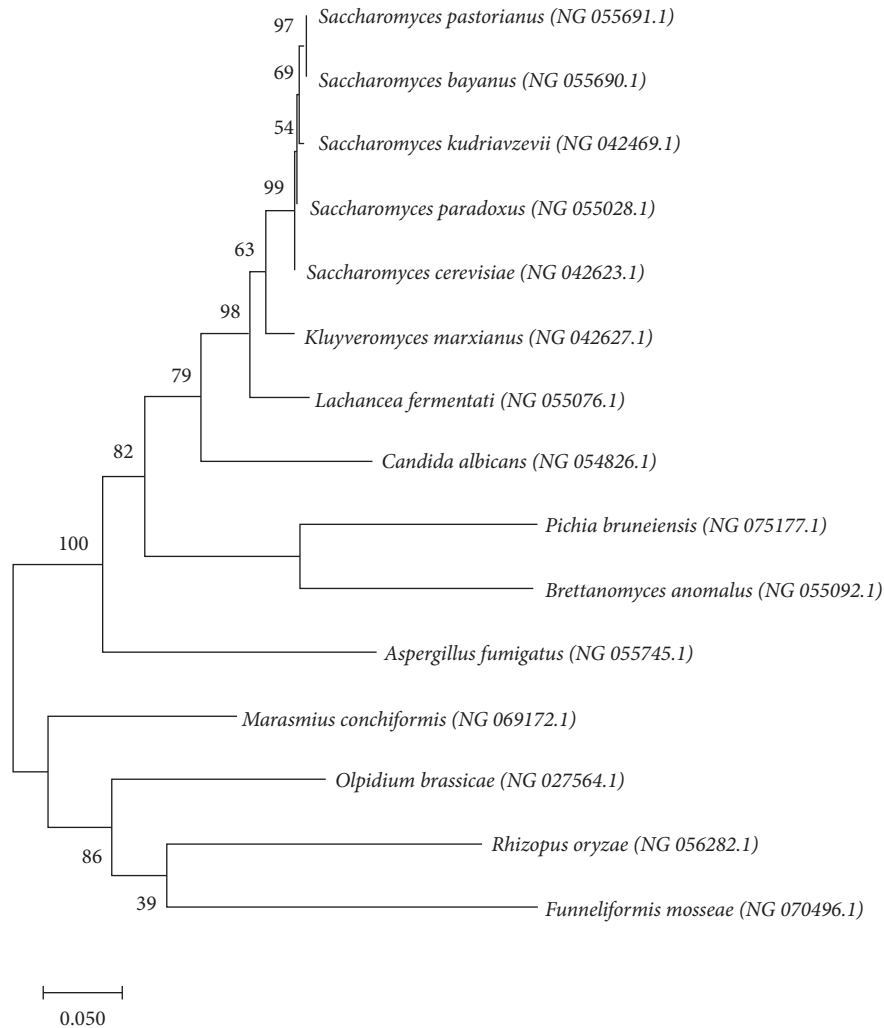 97
Saccharomyces pastorianus (NG 055691.1)
69
Saccharomyces bayanus (NG 055690.1)
54
Saccharomyces kudriavzevii (NG 042469.1)
99
Saccharomyces paradoxus (NG 055028.1)
63
Saccharomyces cerevisiae (NG 042623.1)
98
Kluyveromyces marxianus (NG 042627.1)
79
Lachancea fermentati (NG 055076.1)
82
Candida albicans (NG 054826.1)
Pichia bruneiensis (NG 075177.1)
100
Brettanomyces anomalus (NG 055092.1)
Aspergillus fumigatus (NG 055745.1)
Marasmius conchiformis (NG 069172.1)
Olpidium brassicae (NG 027564.1)
86
Rhizopus oryzae (NG 056282.1)
39
Funneliformis mosseae (NG 070496.1)
0.050